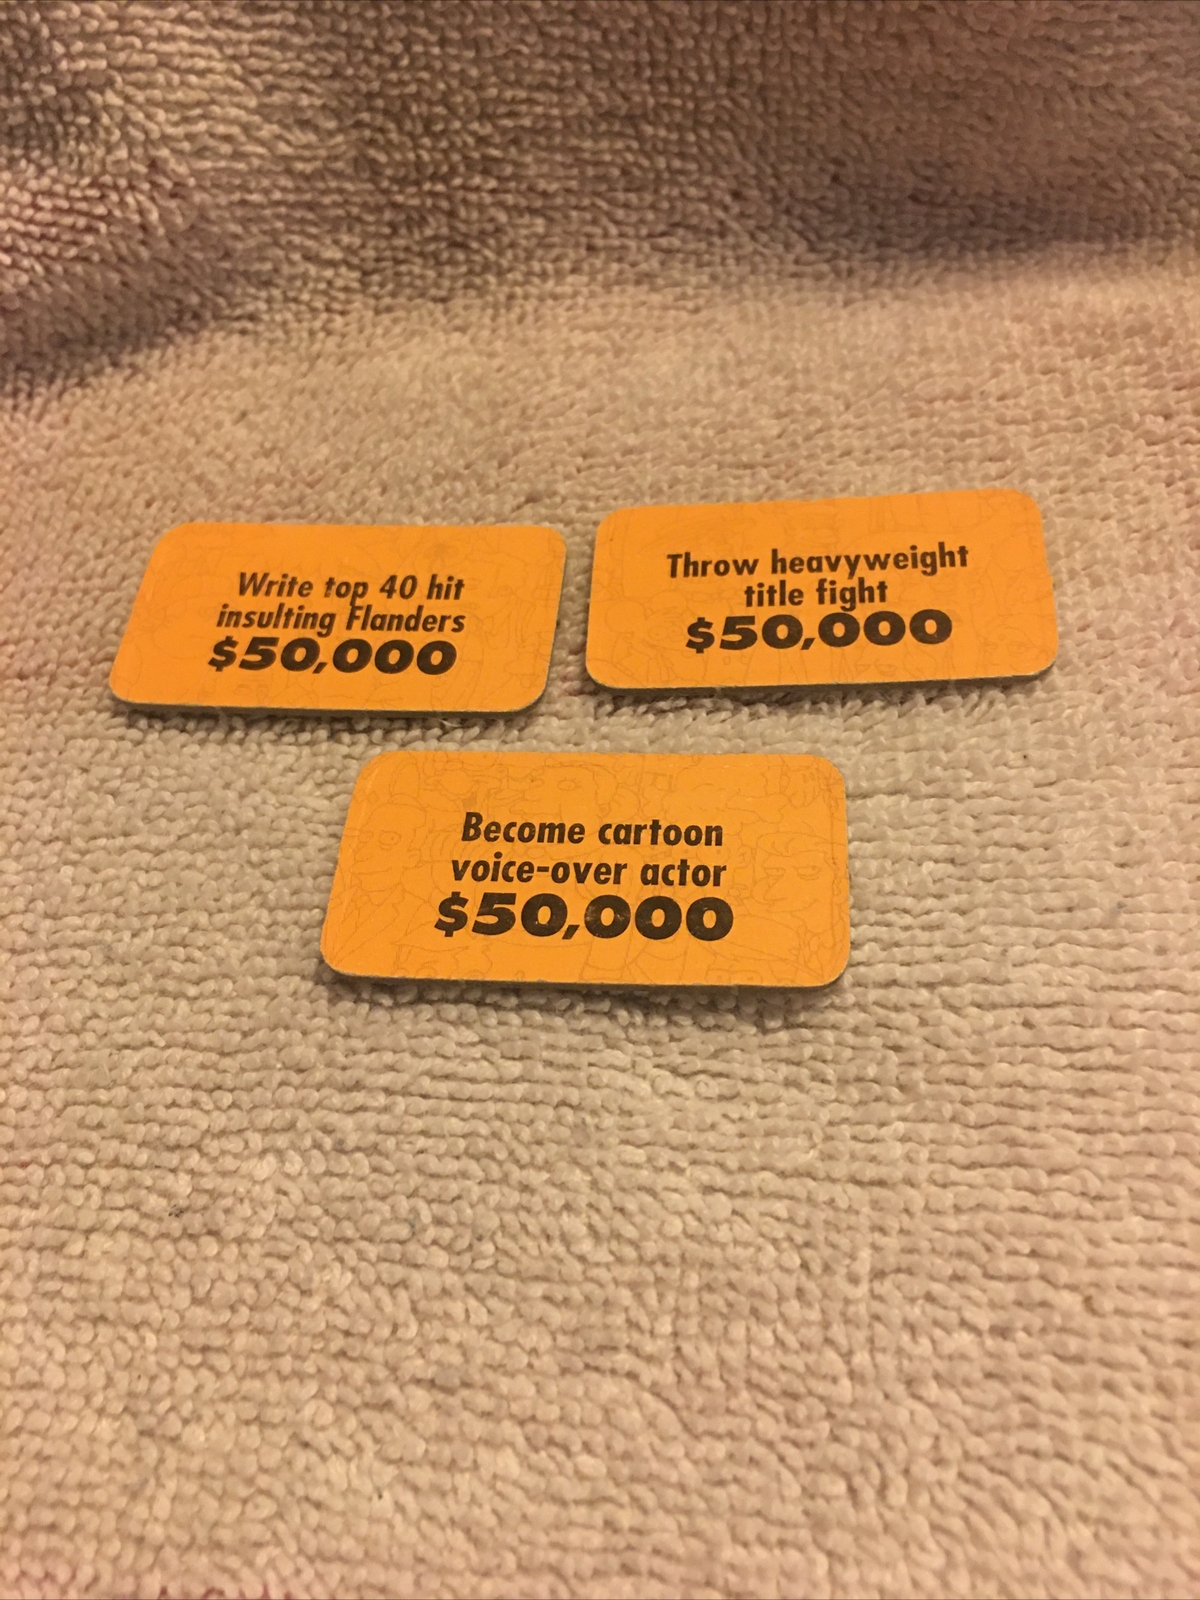 Write top 40 hit
insulting Flanders
$50,000
Throw heavyweight
title fight
$50,000
Become cartoon
voice-over actor
$50,000